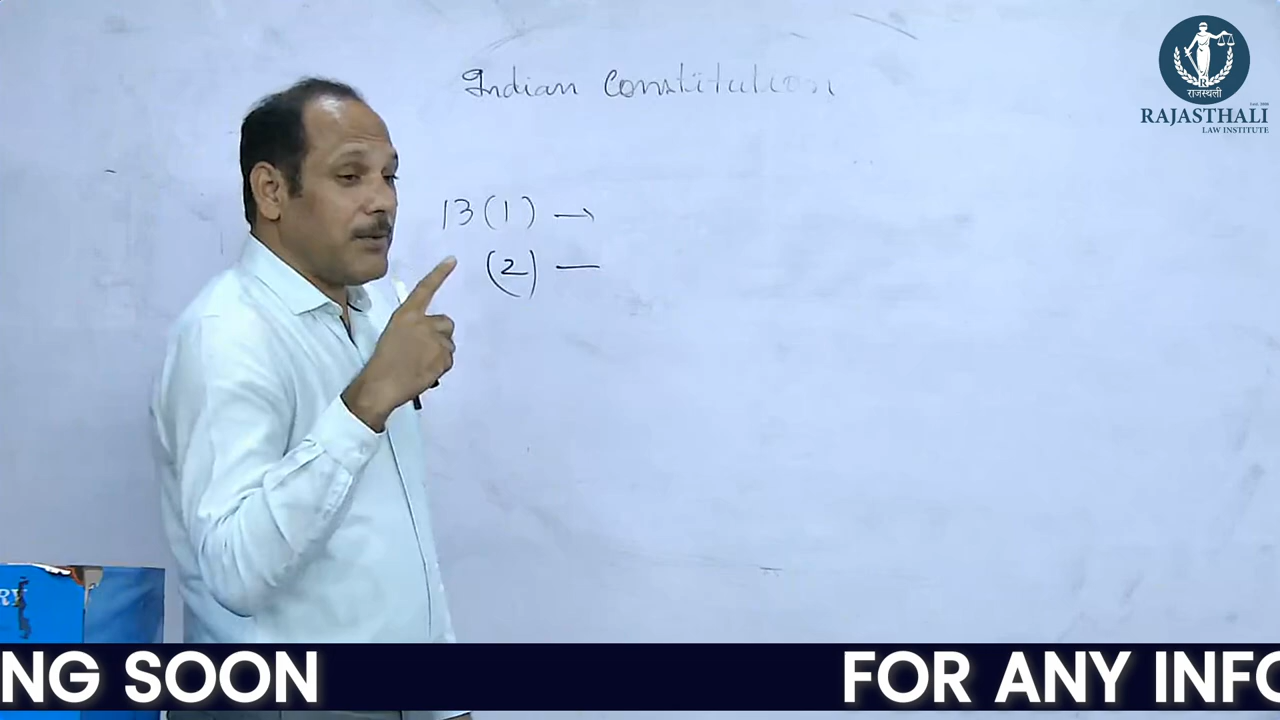 Indian Constitution
13(1) →
(2) —
राजस्थली
RAJASTHALI
LAW INSTITUTE
NG SOON
FOR ANY INFO